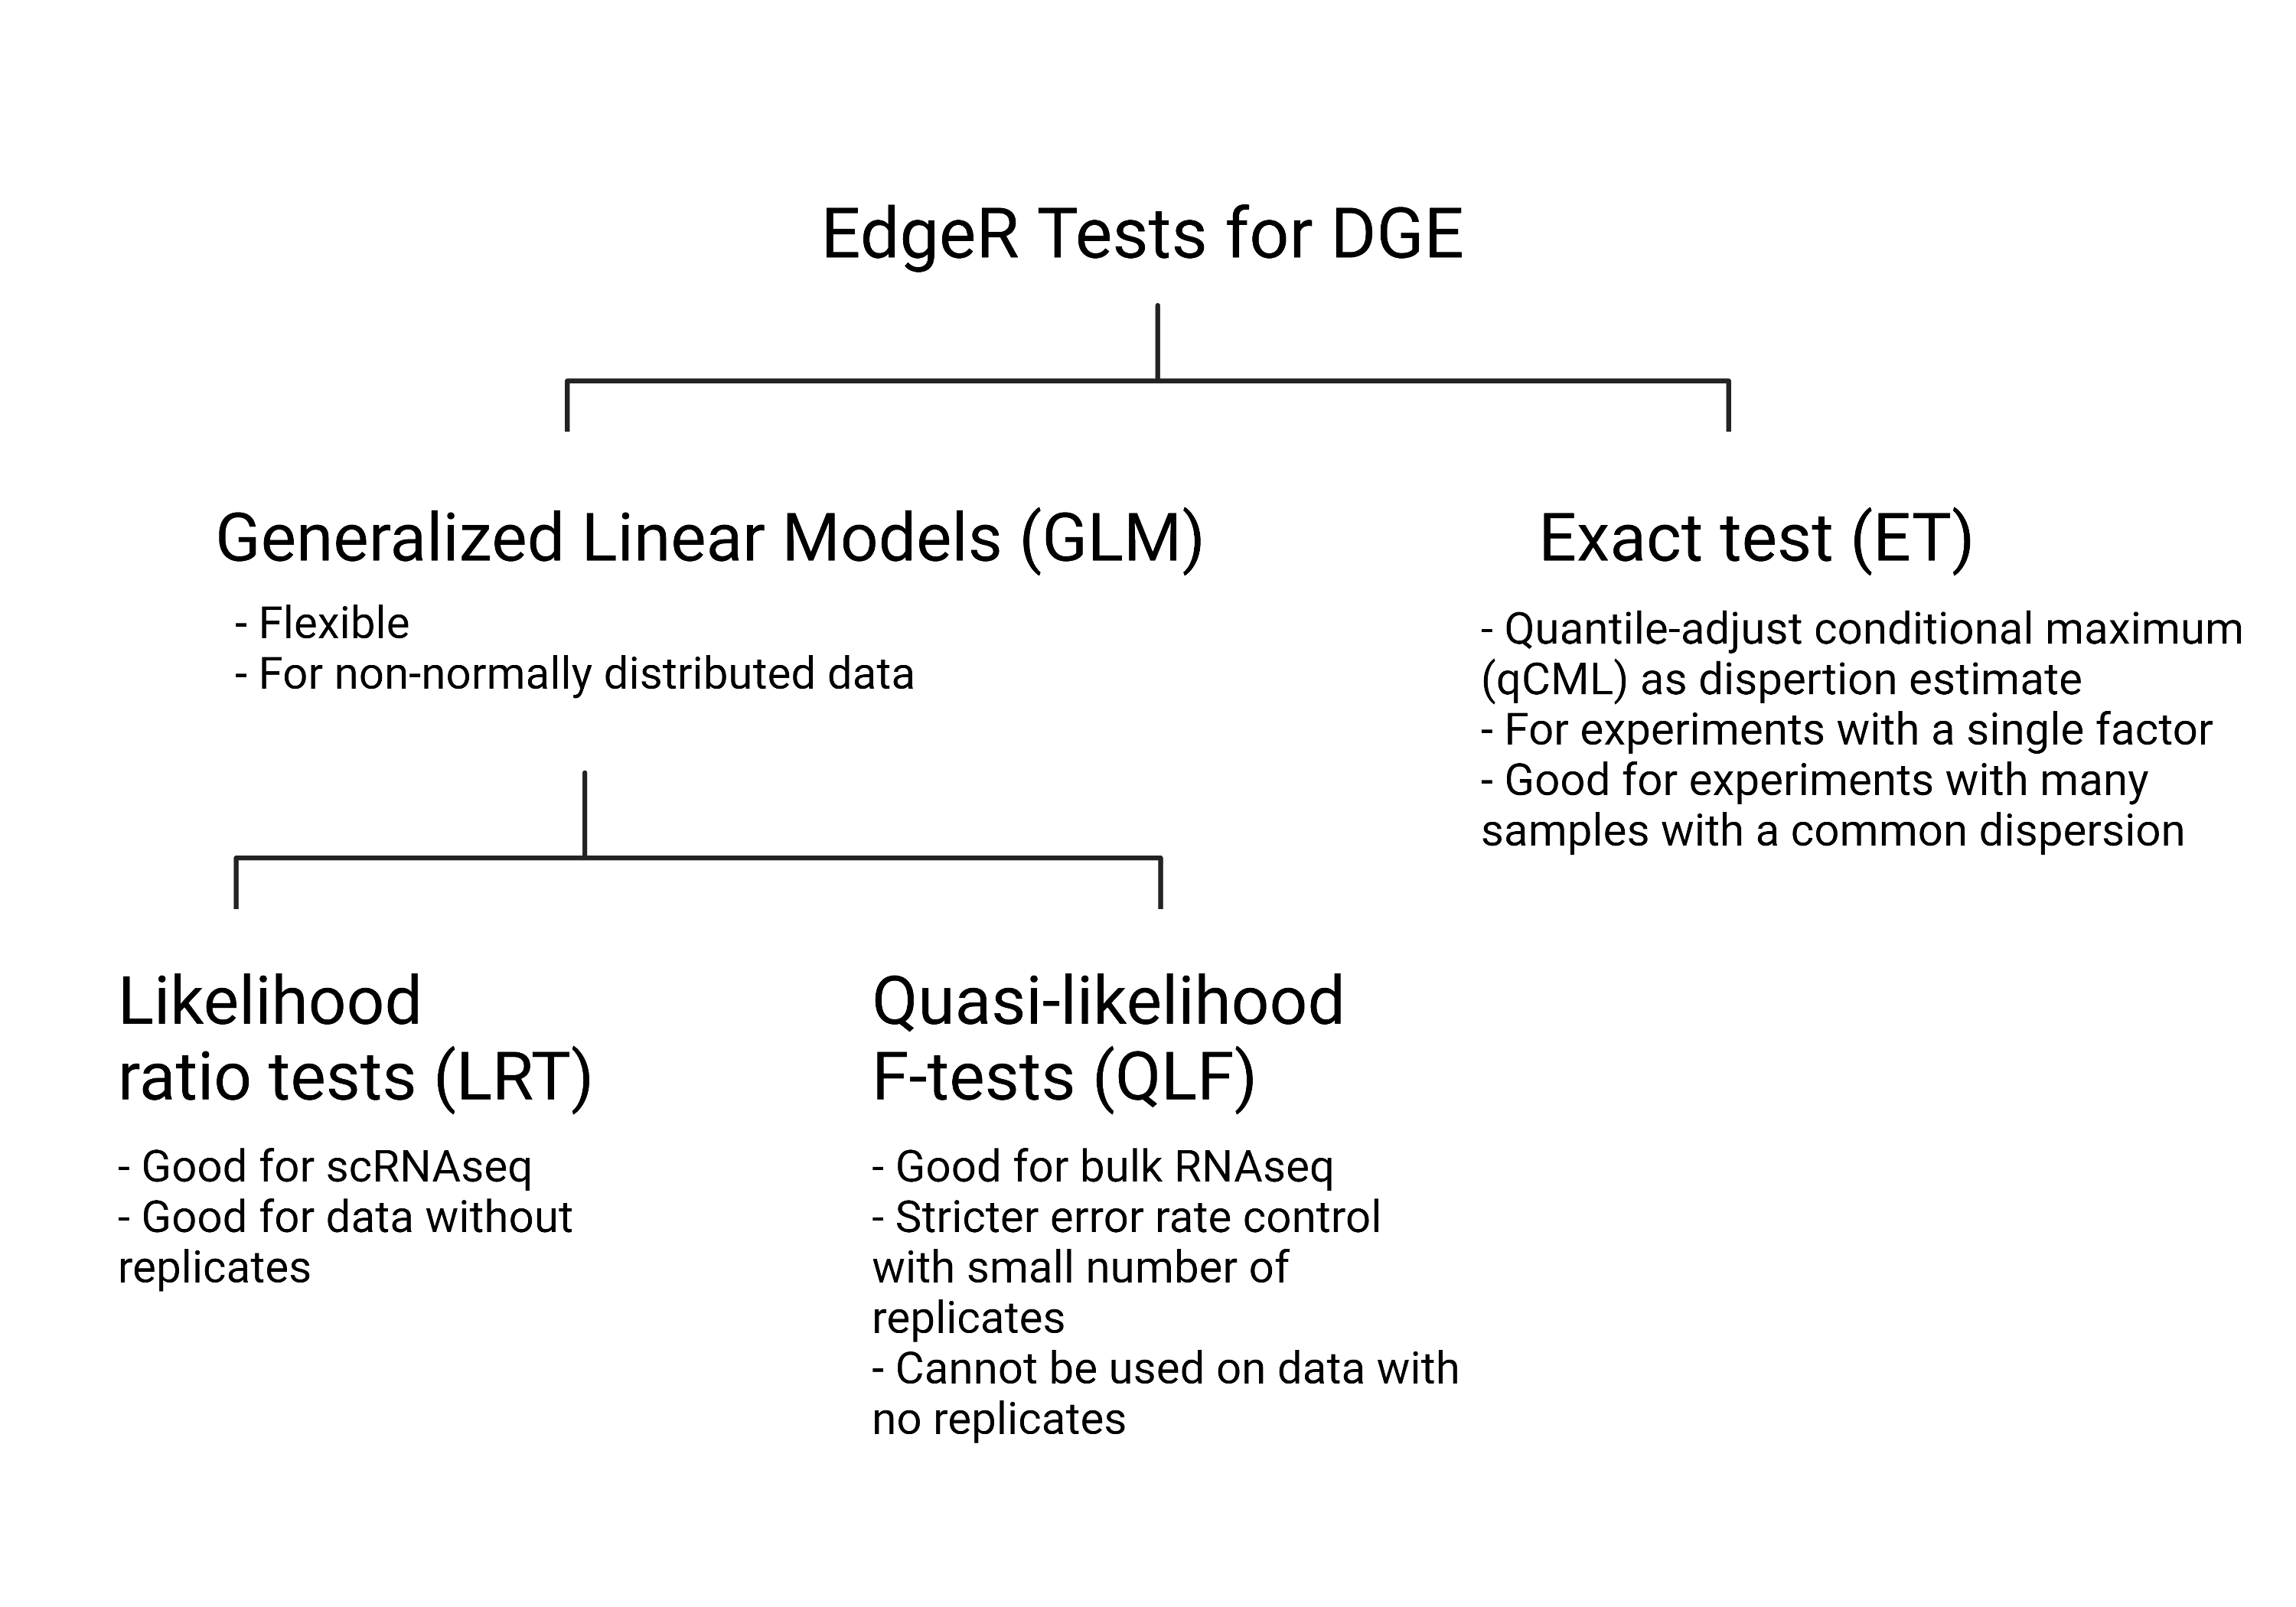 EdgeR Tests for DGE
Generalized Linear Models (GLM)
- Flexible
- For non-normally distributed data
Exact test (ET)
- Quantile-adjust conditional maximum
(qCML) as dispertion estimate
- For experiments with a single factor
- Good for experiments with many
samples with a common dispersion
Likelihood
ratio tests (LRT)
- Good for scRNAseq
- Good for data without
replicates
Quasi-likelihood
F-tests (QLF)
- Good for bulk RNAseq
- Stricter error rate control
with small number of
replicates
- Cannot be used on data with
no replicates